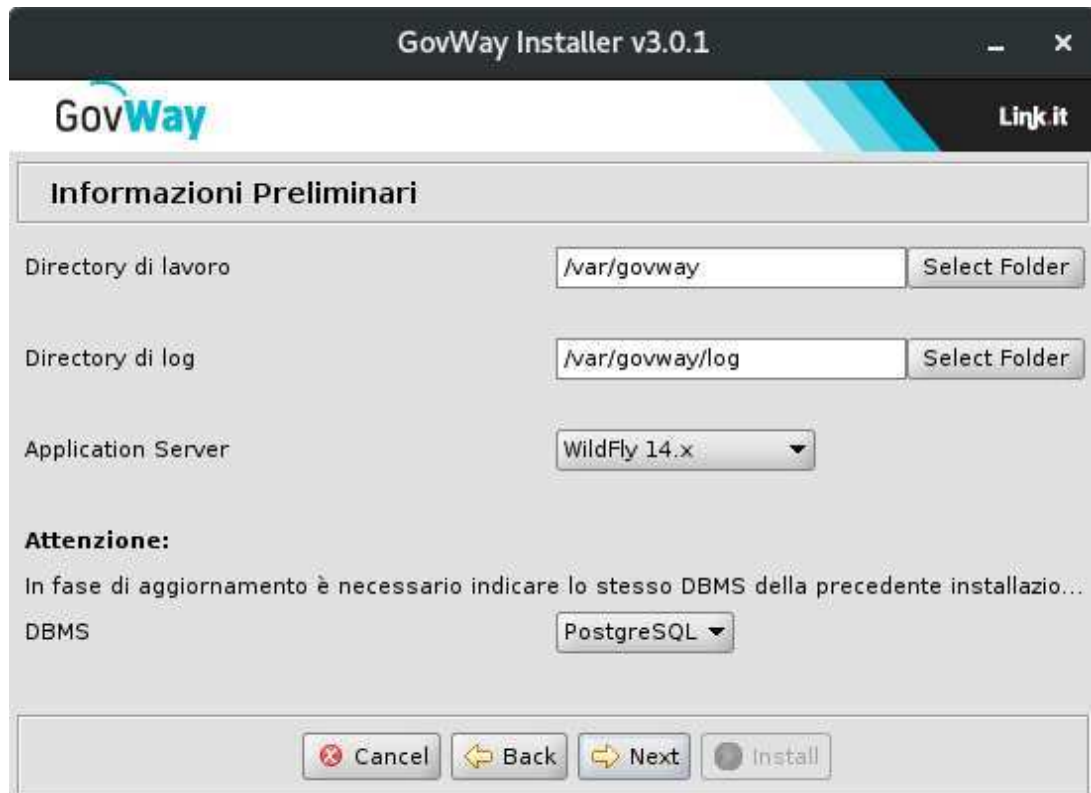 GovWay Installer v3.0.1
GovWay
Link.it
Informazioni Preliminari
Directory di lavoro /var/govway Select Folder
Directory di log /var/govway/log Select Folder
Application Server WildFly 14.x
Attenzione:
In fase di aggiornamento è necessario indicare lo stesso DBMS della precedente installazio...
DBMS PostgreSQL
Cancel Back Next Install